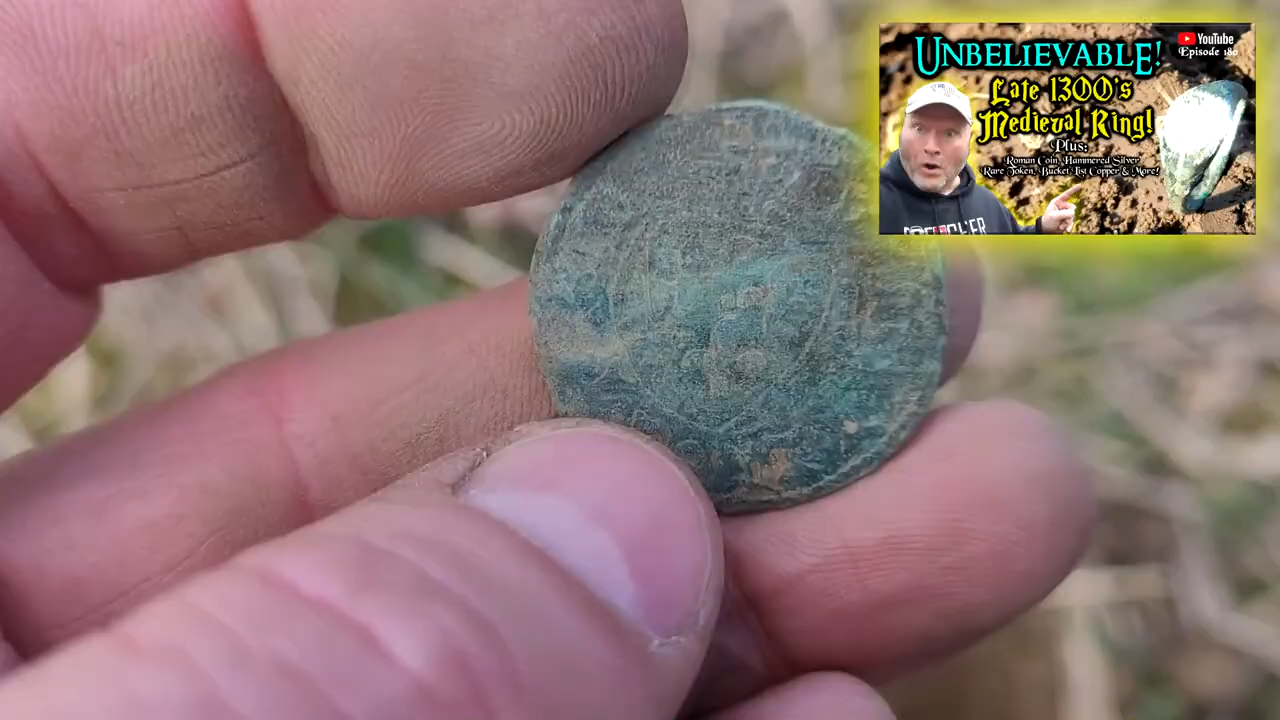 UNBELIEVABLE!
YouTube
Episode 180
Late 1300's
Medieval Ring!
Plus:
Roman Coin, Hammered Silver
Rare Token, Bucket List Copper & More!